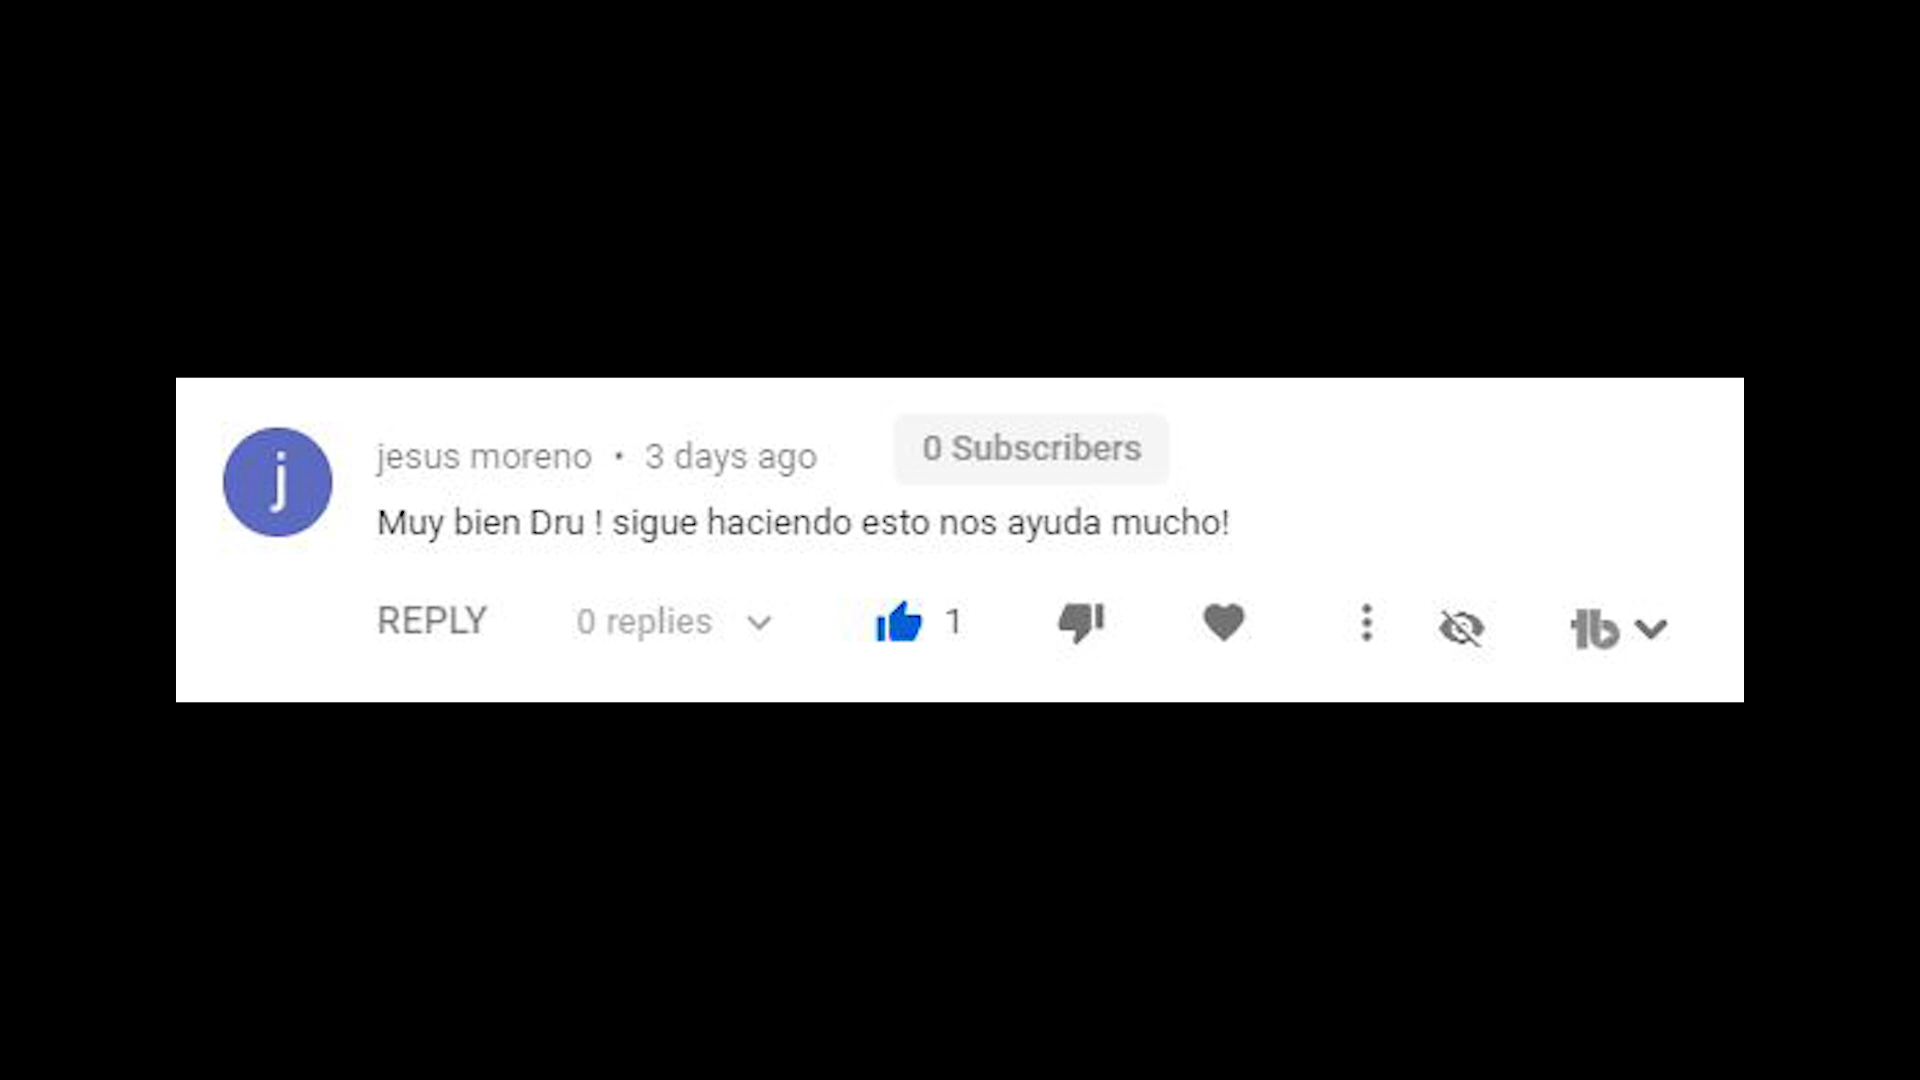 j
jesus moreno • 3 days ago 0 Subscribers
Muy bien Dru ! sigue haciendo esto nos ayuda mucho!
REPLY 0 replies 1 tb